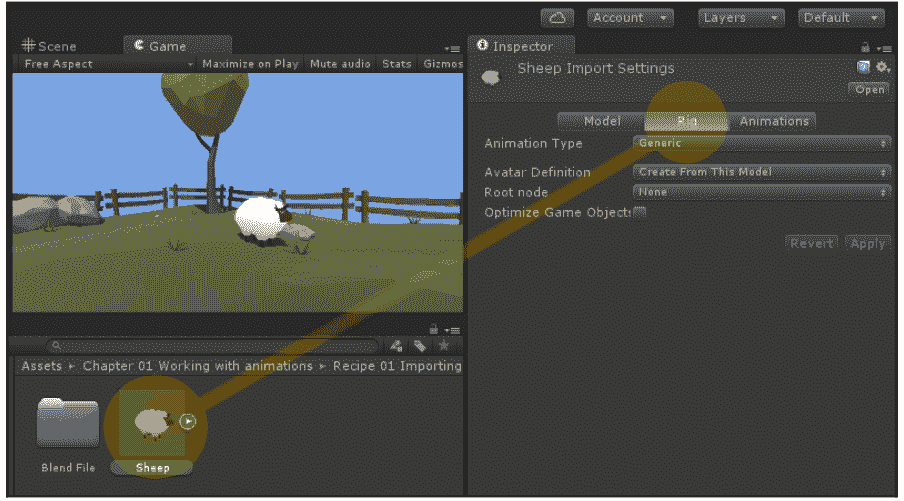 Account
Layers
Default
Scene
Game
Free Aspect
Maximize on Play
Mute audio
Stats
Gizmos
Inspector
Sheep Import Settings
Open
Model
Rig
Animations
Animation Type
Generic
Avatar Definition
Create From This Model
Root node
None
Optimize Game Object
Revert
Apply
Assets ▸ Chapter 01 Working with animations ▸ Recipe 01 Importing
Blend File
Sheep